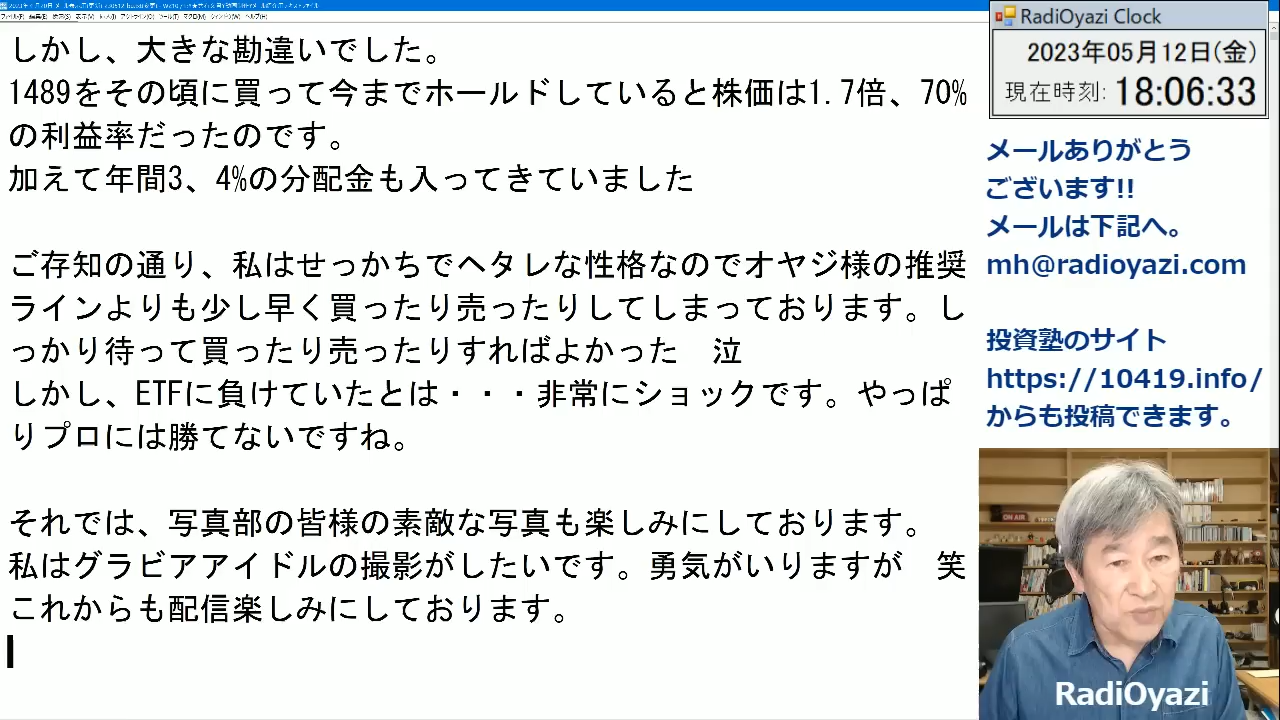 しかし、大きな勘違いでした。
1489をその頃に買って今までホールドしていると株価は1.7倍、70%
の利益率だったのです。
加えて年間3、4%の分配金も入ってきていました
ご存知の通り、私はせっかちでヘタレな性格なのでオヤジ様の推奨
ラインよりも少し早く買ったり売ったりしてしまっております。し
っかり待って買ったり売ったりすればよかった　泣
しかし、ETFに負けていたとは・・・非常にショックです。やっぱ
りプロには勝てないですね。
それでは、写真部の皆様の素敵な写真も楽しみにしております。
私はグラビアアイドルの撮影がしたいです。勇気がいりますが　笑
これからも配信楽しみにしております。
RadiOyazi Clock
2023年05月12日(金)
現在時刻: 18:06:33
メールありがとう
ございます!!
メールは下記へ。
mh@radioyazi.com
投資塾のサイト
https://10419.info/
からも投稿できます。
ON AIR
RadiOyazi